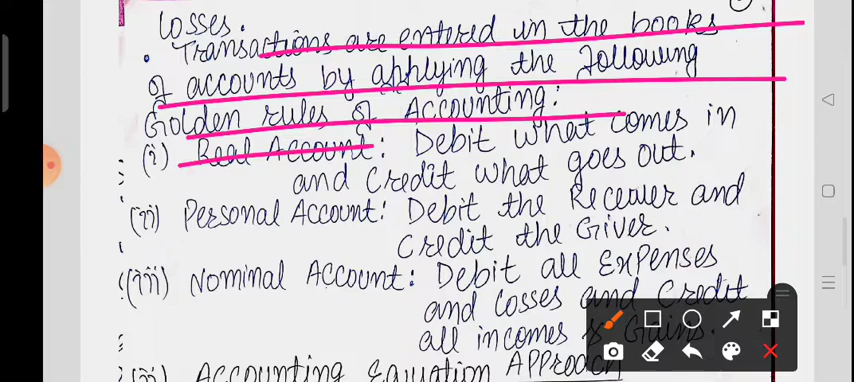 Losses.
• Transactions are entered in the books
of accounts by applying the following
Golden rules of Accounting:
(i) Real Account: Debit what comes in
and Credit what goes out.
(ii) Personal Account: Debit the Receiver and
Credit the Giver.
(iii) Nominal Account: Debit all Expenses
and Losses and Credit
all incomes & Gains.
Accounting Equation Approach